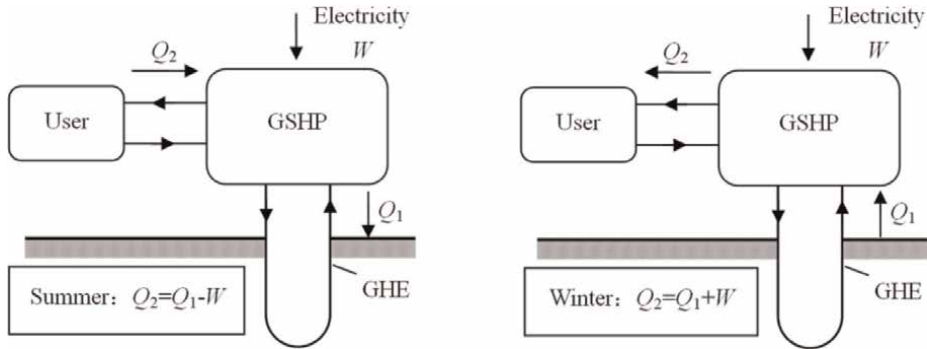 Electricity
W
Q2
User
GSHP
Q1
GHE
Summer：Q2=Q1-W
Electricity
W
Q2
User
GSHP
Q1
GHE
Winter：Q2=Q1+W